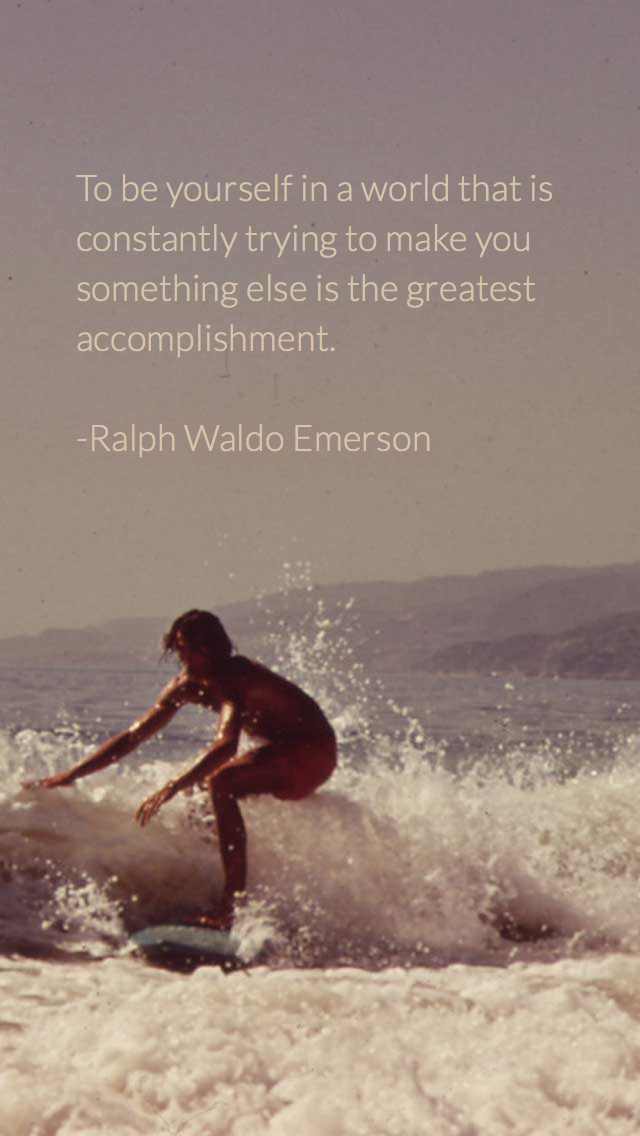 To be yourself in a world that is
constantly trying to make you
something else is the greatest
accomplishment.
-Ralph Waldo Emerson